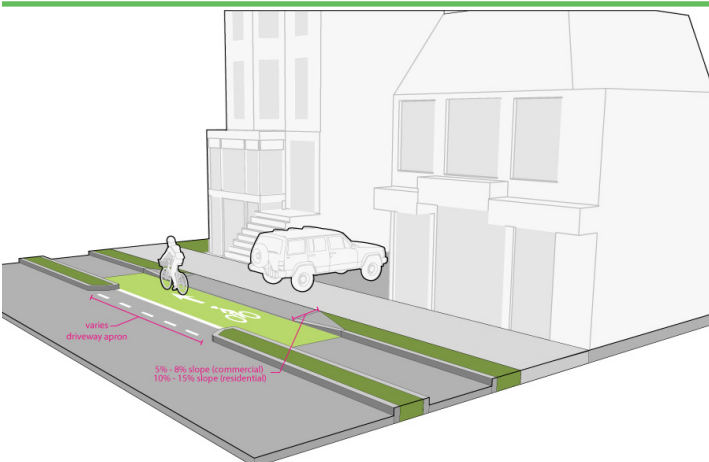 varies
driveway apron
5% - 8% slope (commercial)
10% - 15% slope (residential)